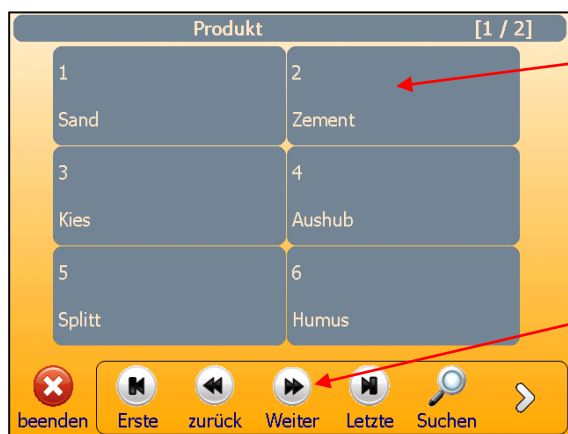 Produkt [1 / 2]
1 2
Sand Zement
3 4
Kies Aushub
5 6
Splitt Humus
beenden Erste zurück Weiter Letzte Suchen